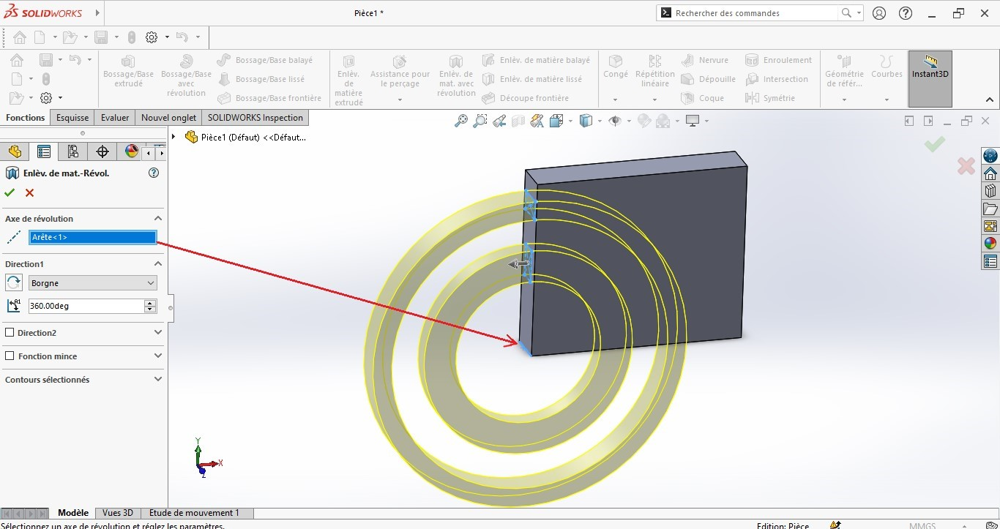 SOLIDWORKS
Pièce1 *
Rechercher des commandes
Bossage/Base extrudé
Bossage/Base avec révolution
Bossage/Base balayé
Bossage/Base lissé
Bossage/Base frontière
Enlèv. de matière extrudé
Assistance pour le perçage
Enlèv. de mat. avec révolution
Enlèv. de matière balayé
Enlèv. de matière lissé
Découpe frontière
Congé
Répétition linéaire
Nervure
Dépouille
Coque
Enroulement
Intersection
Symétrie
Géométrie de référ...
Courbes
Instant3D
Fonctions
Esquisse
Evaluer
Nouvel onglet
SOLIDWORKS Inspection
Pièce1 (Défaut) <<Défaut...
Enlèv. de mat.-Révol.
Axe de révolution
Arête<1>
Direction1
Borgne
A1
360.00deg
Direction2
Fonction mince
Contours sélectionnés
Y
X
Z
Modèle
Vues 3D
Etude de mouvement 1
Sélectionnez un axe de révolution et réglez les paramètres.
Edition: Pièce
MMGS